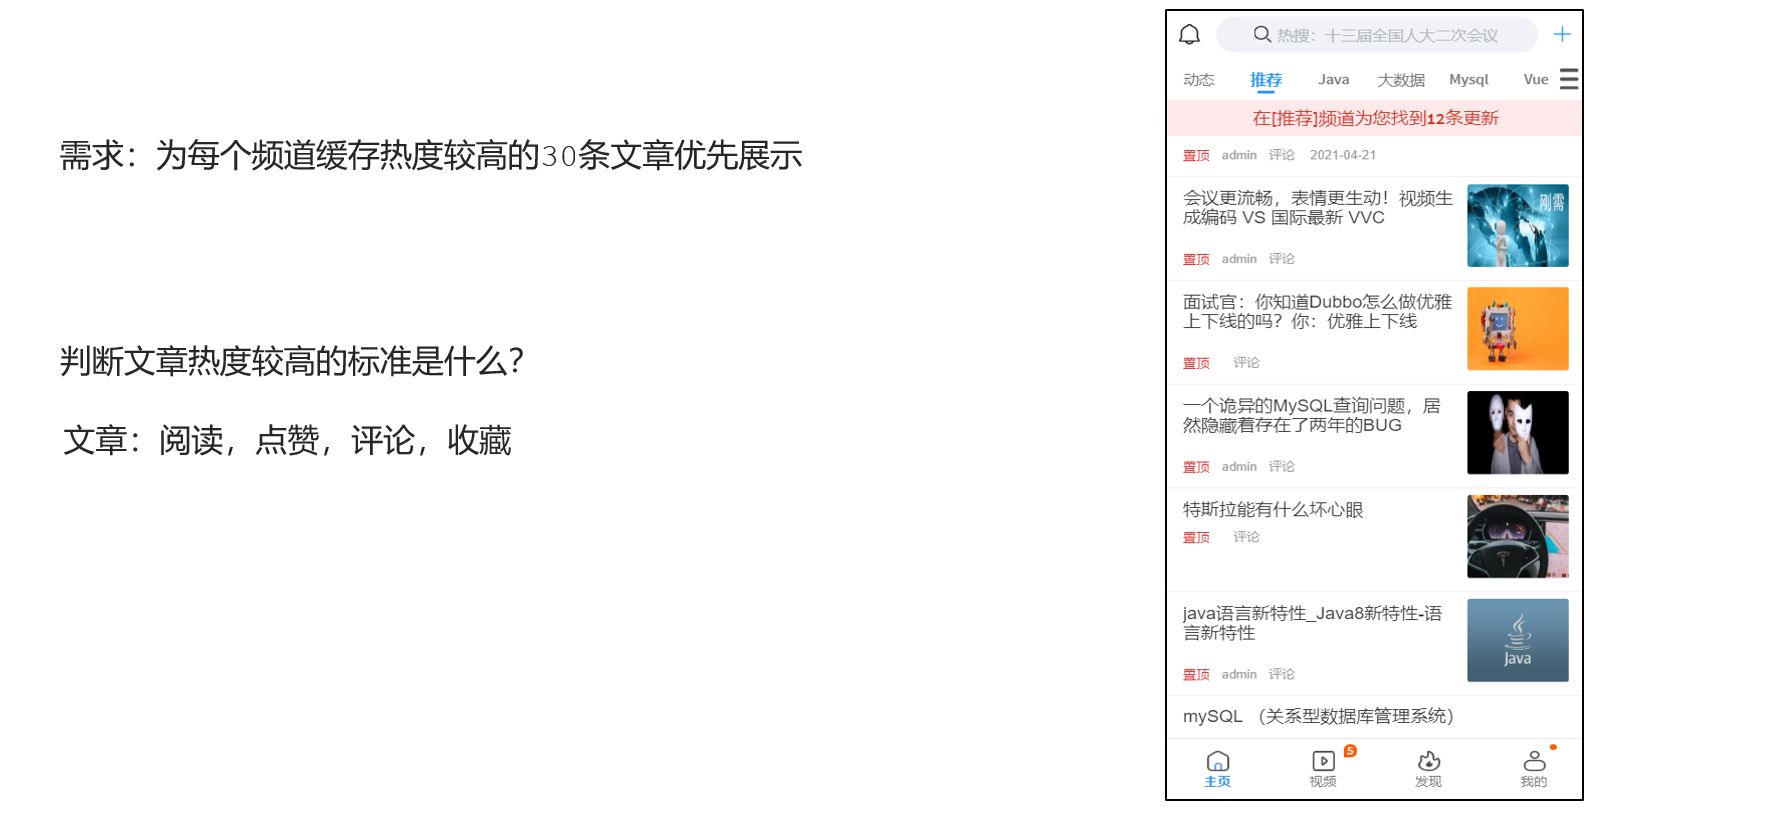 需求：为每个频道缓存热度较高的30条文章优先展示
判断文章热度较高的标准是什么？
文章：阅读，点赞，评论，收藏
热搜：十三届全国人大二次会议
动态 推荐 Java 大数据 Mysql Vue
在[推荐]频道为您找到12条更新
置顶 admin 评论 2021-04-21
会议更流畅，表情更生动！视频生
成编码 VS 国际最新 VVC
刚需
置顶 admin 评论
面试官：你知道Dubbo怎么做优雅
上下线的吗？你：优雅上下线
置顶 评论
一个诡异的MySQL查询问题，居
然隐藏着存在了两年的BUG
置顶 admin 评论
特斯拉能有什么坏心眼
置顶 评论
java语言新特性_Java8新特性-语
言新特性
Java
置顶 admin 评论
mySQL （关系型数据库管理系统）
5
主页 视频 发现 我的